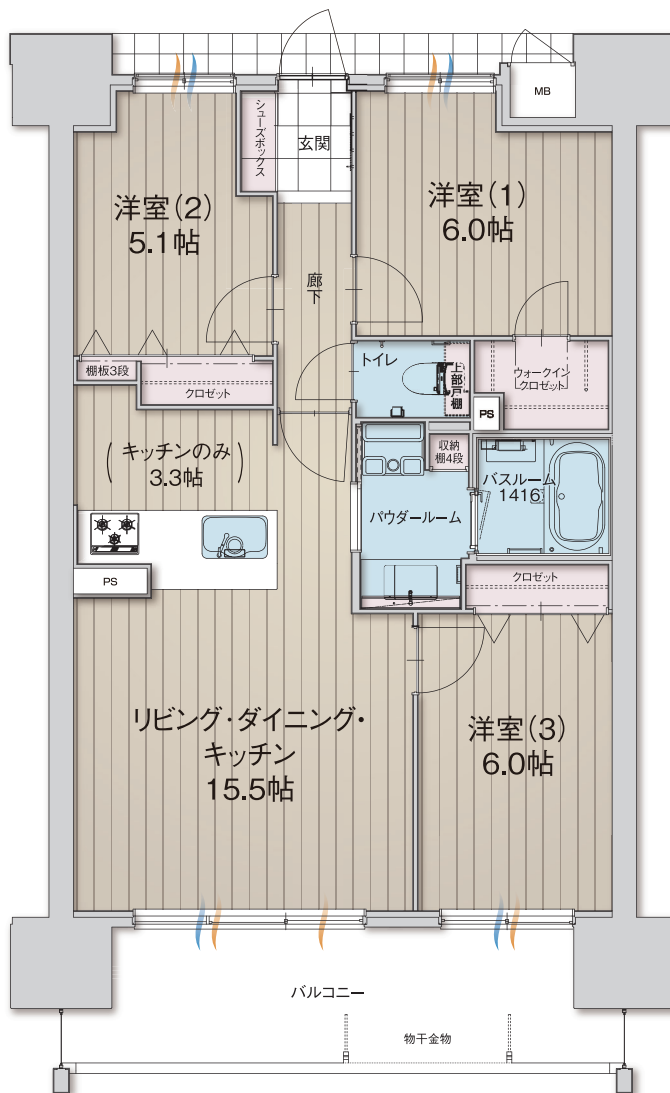 MB
シューズボックス
玄関
洋室(2)
5.1帖
洋室(1)
6.0帖
廊下
トイレ
上部戸棚
ウォークイン
クロゼット
PS
棚板3段
クロゼット
(キッチンのみ)
3.3帖
収納
棚4段
バスルーム
1416
パウダールーム
PS
クロゼット
リビング・ダイニング・
キッチン
15.5帖
洋室(3)
6.0帖
バルコニー
物干金物